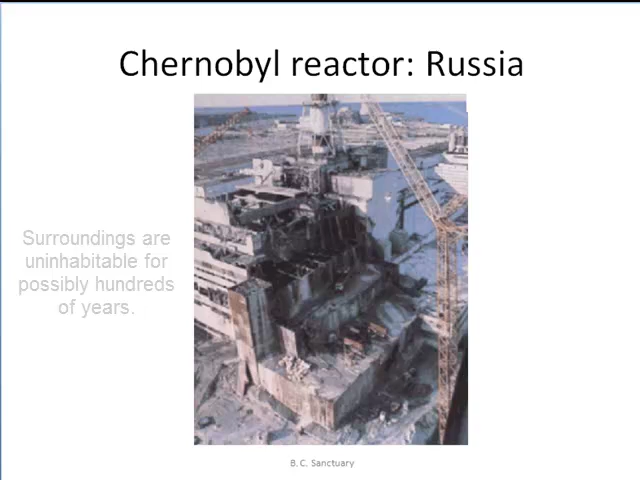 Chernobyl reactor: Russia
Surroundings are
uninhabitable for
possibly hundreds
of years.
B. C. Sanctuary